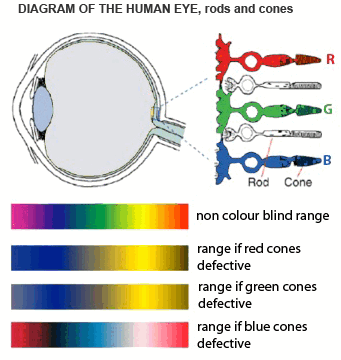 DIAGRAM OF THE HUMAN EYE, rods and cones
R
G
B
Rod Cone
non colour blind range
range if red cones
defective
range if green cones
defective
range if blue cones
defective